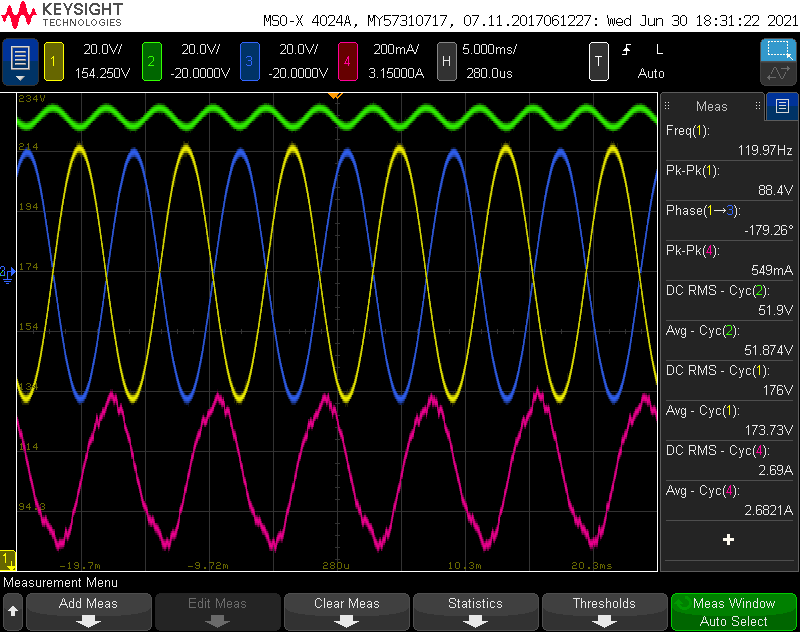 KEYSIGHT
TECHNOLOGIES
MSO-X 4024A, MY57310717, 07.11.2017061227: Wed Jun 30 18:31:22 2021
1 20.0V/ 154.250V
2 20.0V/ -20.0000V
3 20.0V/ -20.0000V
4 200mA/ 3.15000A
H 5.000ms/ 280.0us
T L Auto
234V
214
194
174
154
114
94.3
-19.7m -9.72m 280u 10.3m 20.3ms
2
1
Meas
Freq(1):
119.97Hz
Pk-Pk(1):
88.4V
Phase(1→3):
-179.26°
Pk-Pk(4):
549mA
DC RMS - Cyc(2):
51.9V
Avg - Cyc(2):
51.874V
DC RMS - Cyc(1):
176V
Avg - Cyc(1):
173.73V
DC RMS - Cyc(4):
2.69A
Avg - Cyc(4):
2.6821A
+
Measurement Menu
Add Meas
Edit Meas
Clear Meas
Statistics
Thresholds
Meas Window
Auto Select